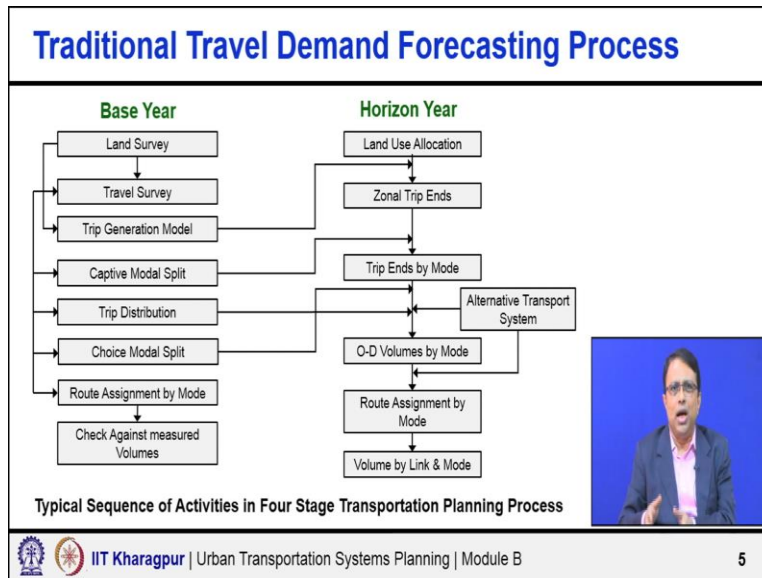 Traditional Travel Demand Forecasting Process
Base Year
Land Survey
Travel Survey
Trip Generation Model
Captive Modal Split
Trip Distribution
Choice Modal Split
Route Assignment by Mode
Check Against measured
Volumes
Horizon Year
Land Use Allocation
Zonal Trip Ends
Trip Ends by Mode
Alternative Transport
System
O-D Volumes by Mode
Route Assignment by
Mode
Volume by Link & Mode
Typical Sequence of Activities in Four Stage Transportation Planning Process
IIT Kharagpur | Urban Transportation Systems Planning | Module B
5